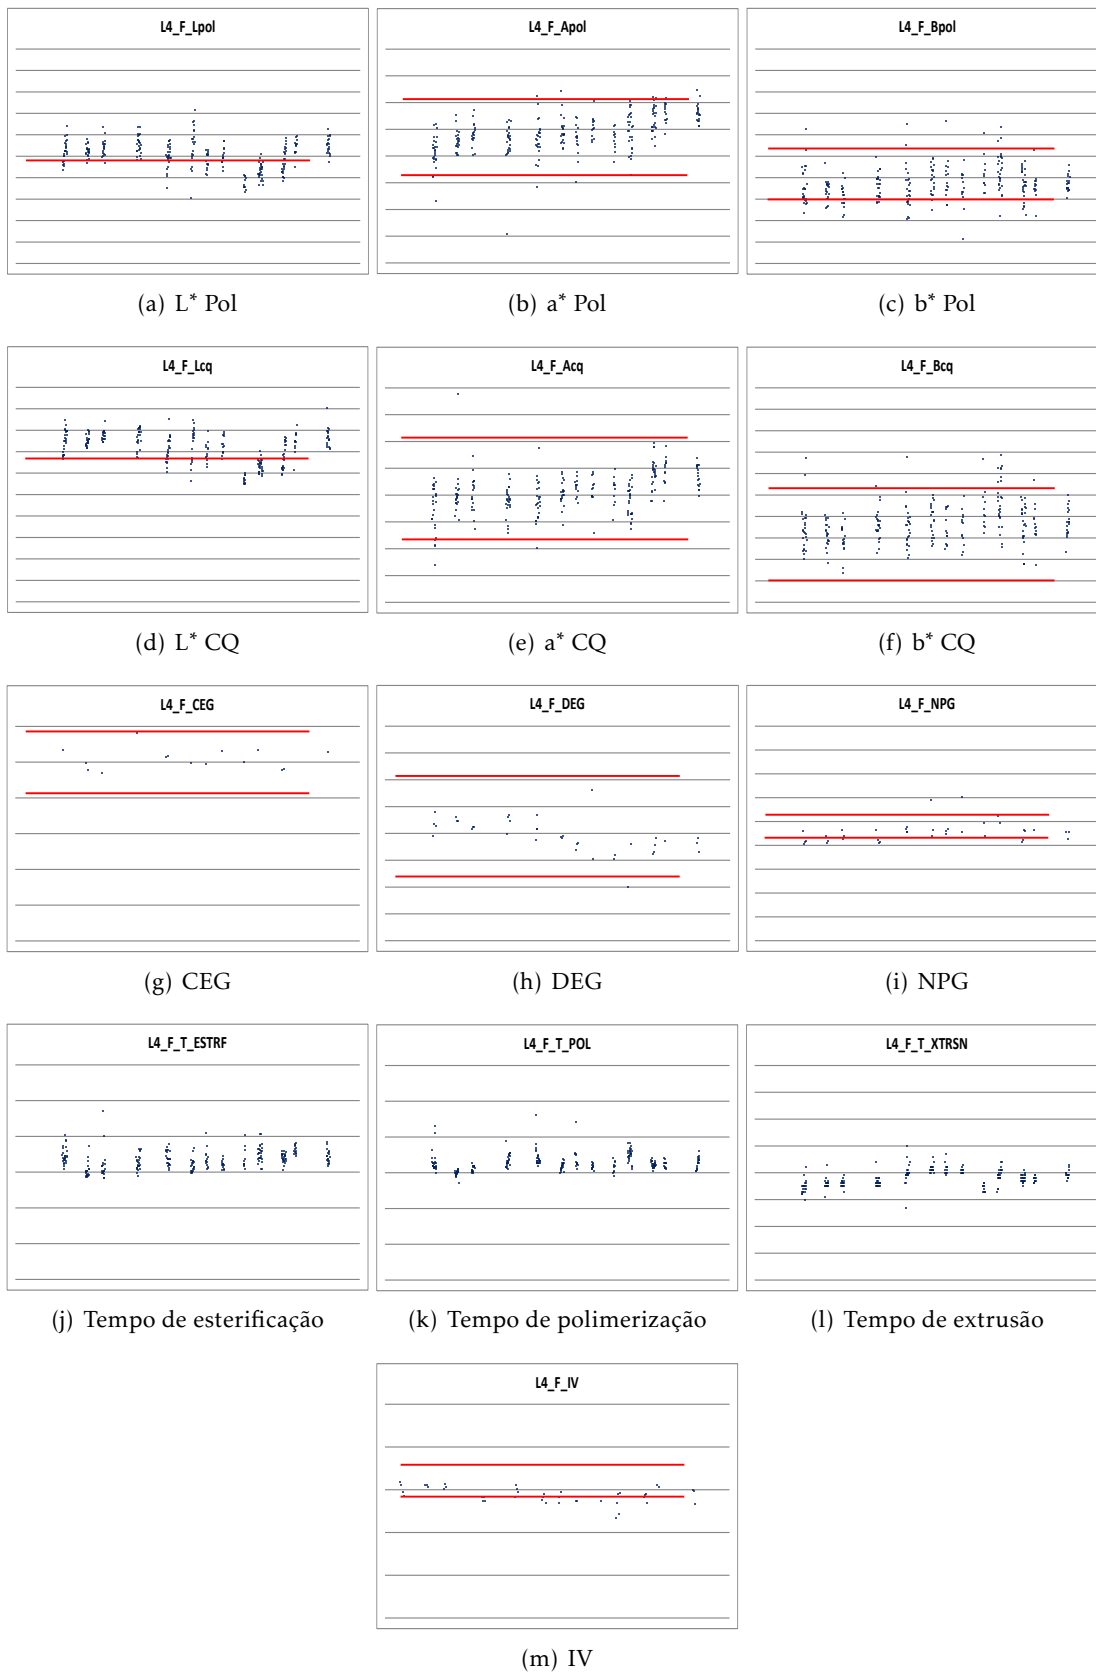 L4_F_Lpol
L4_F_Apol
L4_F_Bpol
(a) L* Pol
(b) a* Pol
(c) b* Pol
L4_F_Lcq
L4_F_Acq
L4_F_Bcq
(d) L* CQ
(e) a* CQ
(f) b* CQ
L4_F_CEG
L4_F_DEG
L4_F_NPG
(g) CEG
(h) DEG
(i) NPG
L4_F_T_ESTRF
L4_F_T_POL
L4_F_T_XTRSN
(j) Tempo de esterificação
(k) Tempo de polimerização
(l) Tempo de extrusão
L4_F_IV
(m) IV